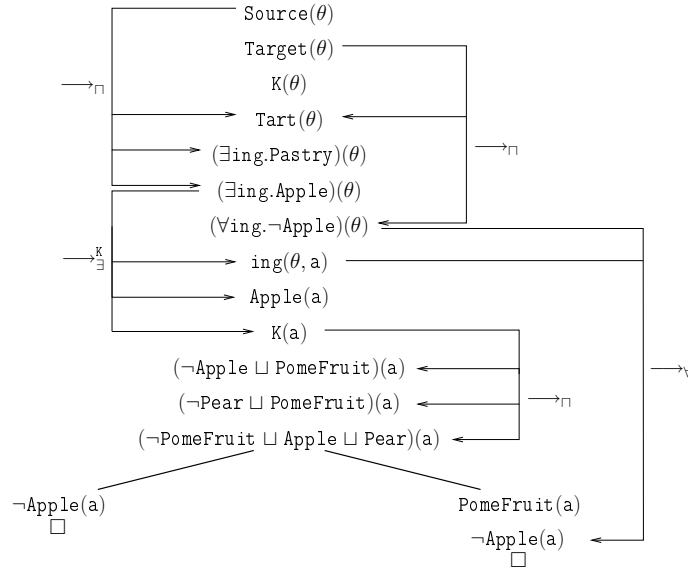 Source(θ)
Target(θ)
K(θ)
⟶⊓
Tart(θ)
⟶⊓
(∃ing.Pastry)(θ)
(∃ing.Apple)(θ)
(∀ing.¬Apple)(θ)
⟶∃ᴷ
ing(θ, a)
Apple(a)
K(a)
(¬Apple ⊔ PomeFruit)(a)
⟶∀
(¬Pear ⊔ PomeFruit)(a)
⟶⊓
(¬PomeFruit ⊔ Apple ⊔ Pear)(a)
¬Apple(a)
□
PomeFruit(a)
¬Apple(a)
□